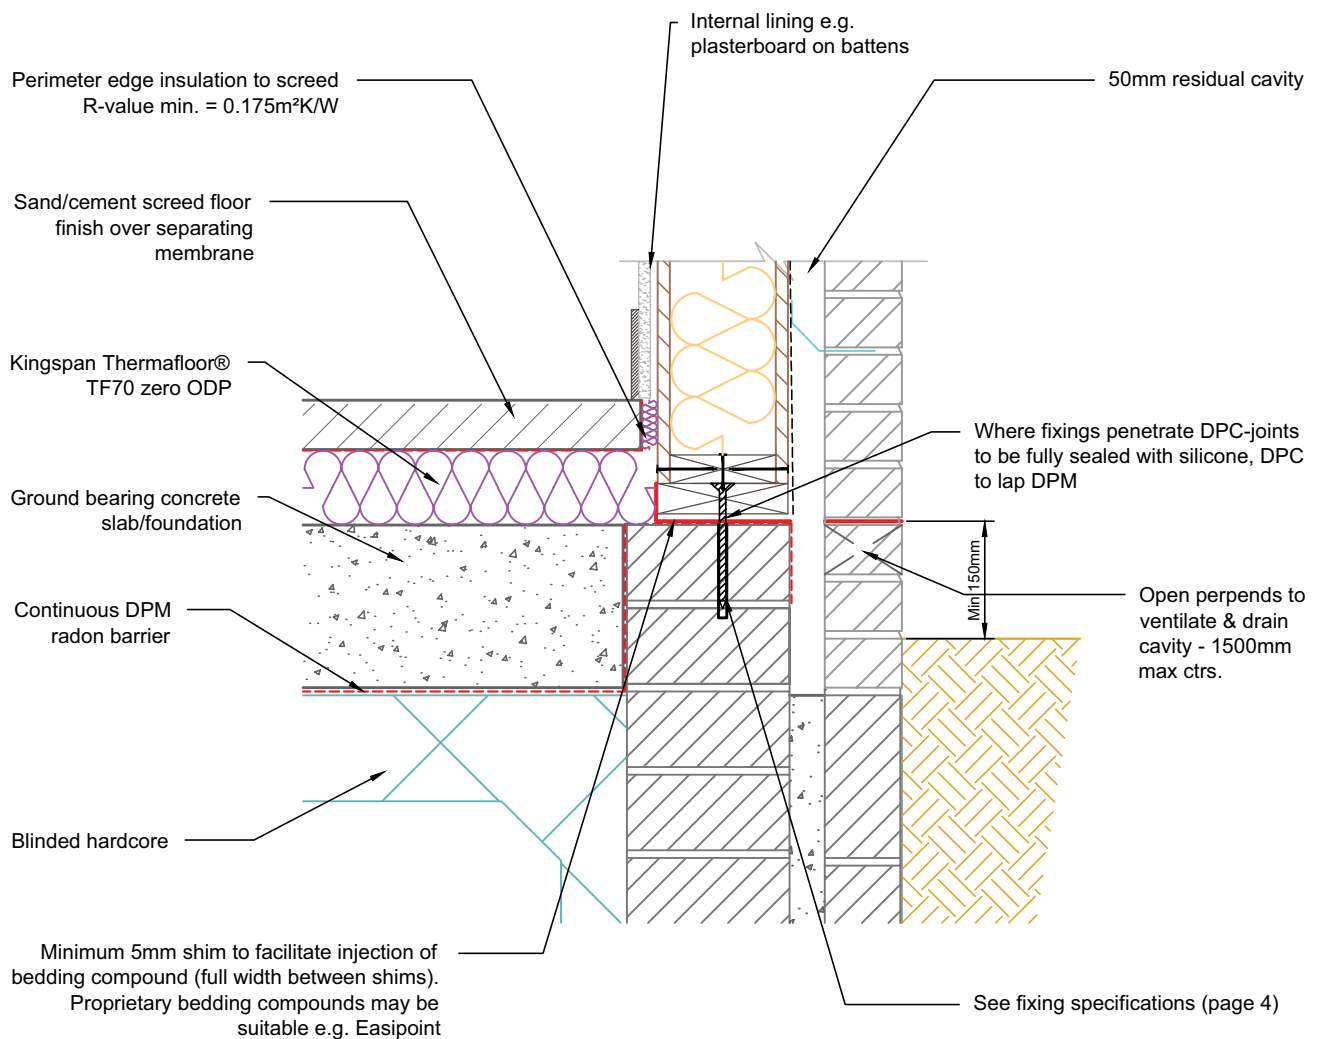 Internal lining e.g.
plasterboard on battens
Perimeter edge insulation to screed
R-value min. = 0.175m²K/W
50mm residual cavity
Sand/cement screed floor
finish over separating
membrane
Kingspan Thermafloor®
TF70 zero ODP
Where fixings penetrate DPC-joints
to be fully sealed with silicone, DPC
to lap DPM
Ground bearing concrete
slab/foundation
Min 150mm
Continuous DPM
radon barrier
Open perpends to
ventilate & drain
cavity - 1500mm
max ctrs.
Blinded hardcore
Minimum 5mm shim to facilitate injection of
bedding compound (full width between shims).
Proprietary bedding compounds may be
suitable e.g. Easipoint
See fixing specifications (page 4)